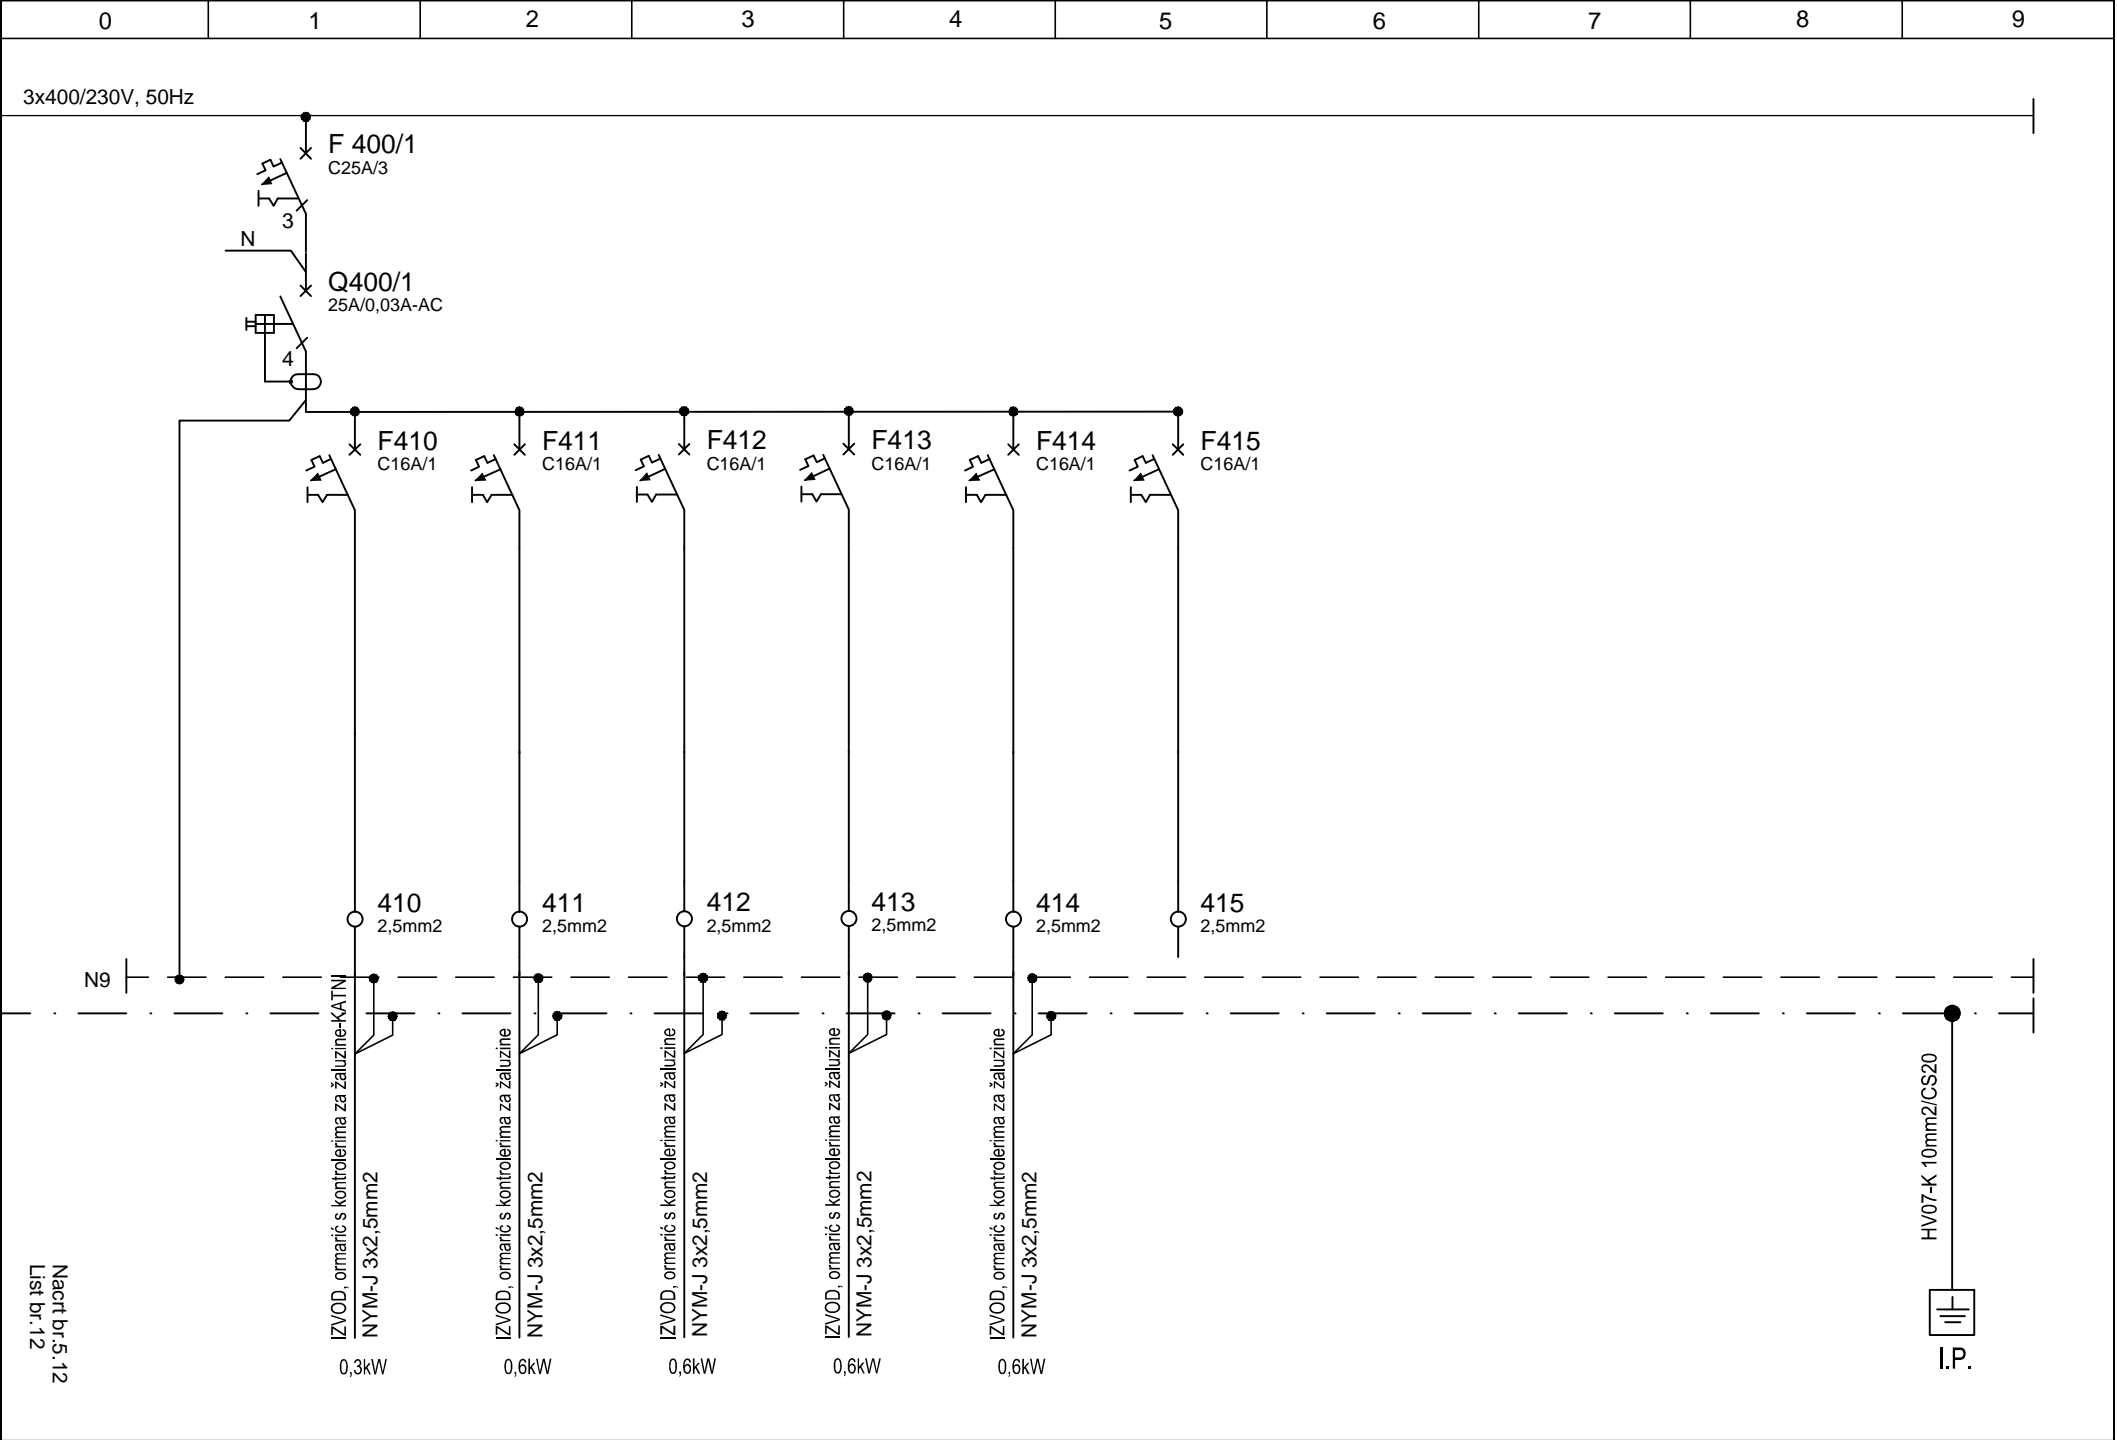 0 1 2 3 4 5 6 7 8 9
3x400/230V, 50Hz
F 400/1
C25A/3
3
N
Q400/1
25A/0,03A-AC
4
F410
C16A/1
F411
C16A/1
F412
C16A/1
F413
C16A/1
F414
C16A/1
F415
C16A/1
410
2,5mm2
411
2,5mm2
412
2,5mm2
413
2,5mm2
414
2,5mm2
415
2,5mm2
N9
IZVOD, ormarić s kontrolerima za žaluzine-KATNI
NYM-J 3x2,5mm2
IZVOD, ormarić s kontrolerima za žaluzine
NYM-J 3x2,5mm2
IZVOD, ormarić s kontrolerima za žaluzine
NYM-J 3x2,5mm2
IZVOD, ormarić s kontrolerima za žaluzine
NYM-J 3x2,5mm2
IZVOD, ormarić s kontrolerima za žaluzine
NYM-J 3x2,5mm2
HV07-K 10mm2/CS20
0,3kW
0,6kW
0,6kW
0,6kW
0,6kW
I.P.
Nacrt br.5.12
List br.12